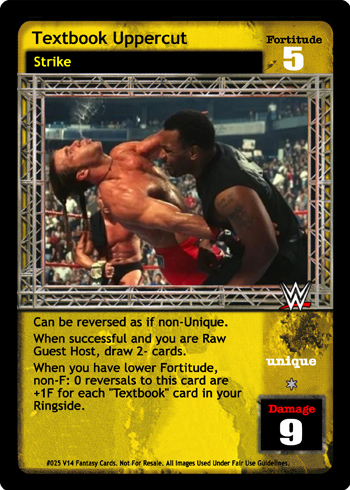 Textbook Uppercut
Fortitude
5
Strike
W
Can be reversed as if non-Unique.
When successful and you are Raw
Guest Host, draw 2- cards.
When you have lower Fortitude,
non-F: 0 reversals to this card are
+1F for each "Textbook" card in your
Ringside.
unique
Damage
9
#025 V14 Fantasy Cards. Not For Resale. All Images Used Under Fair Use Guidelines.